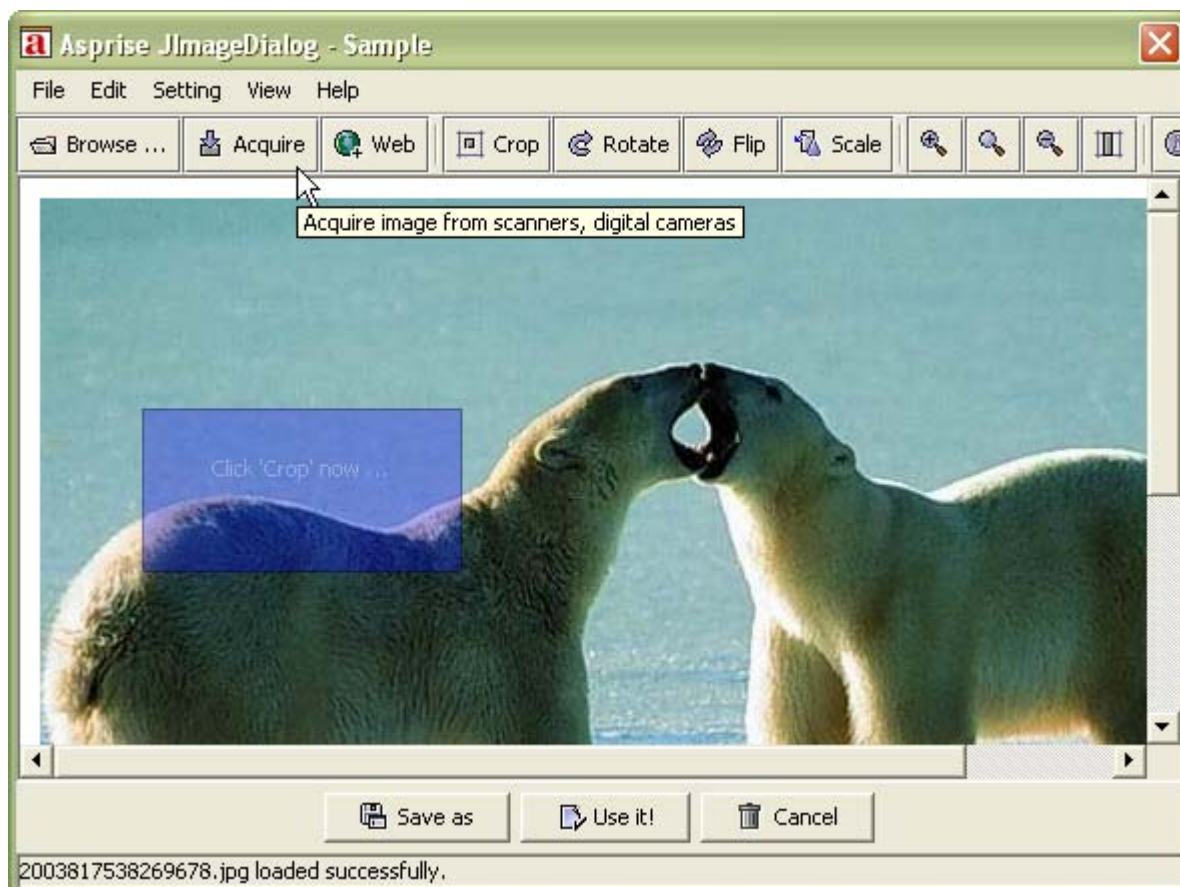 Asprise JImageDialog - Sample
File Edit Setting View Help
Browse ... Acquire Web Crop Rotate Flip Scale
Acquire image from scanners, digital cameras
Click 'Crop' now ...
Save as Use it! Cancel
2003817538269678.jpg loaded successfully.